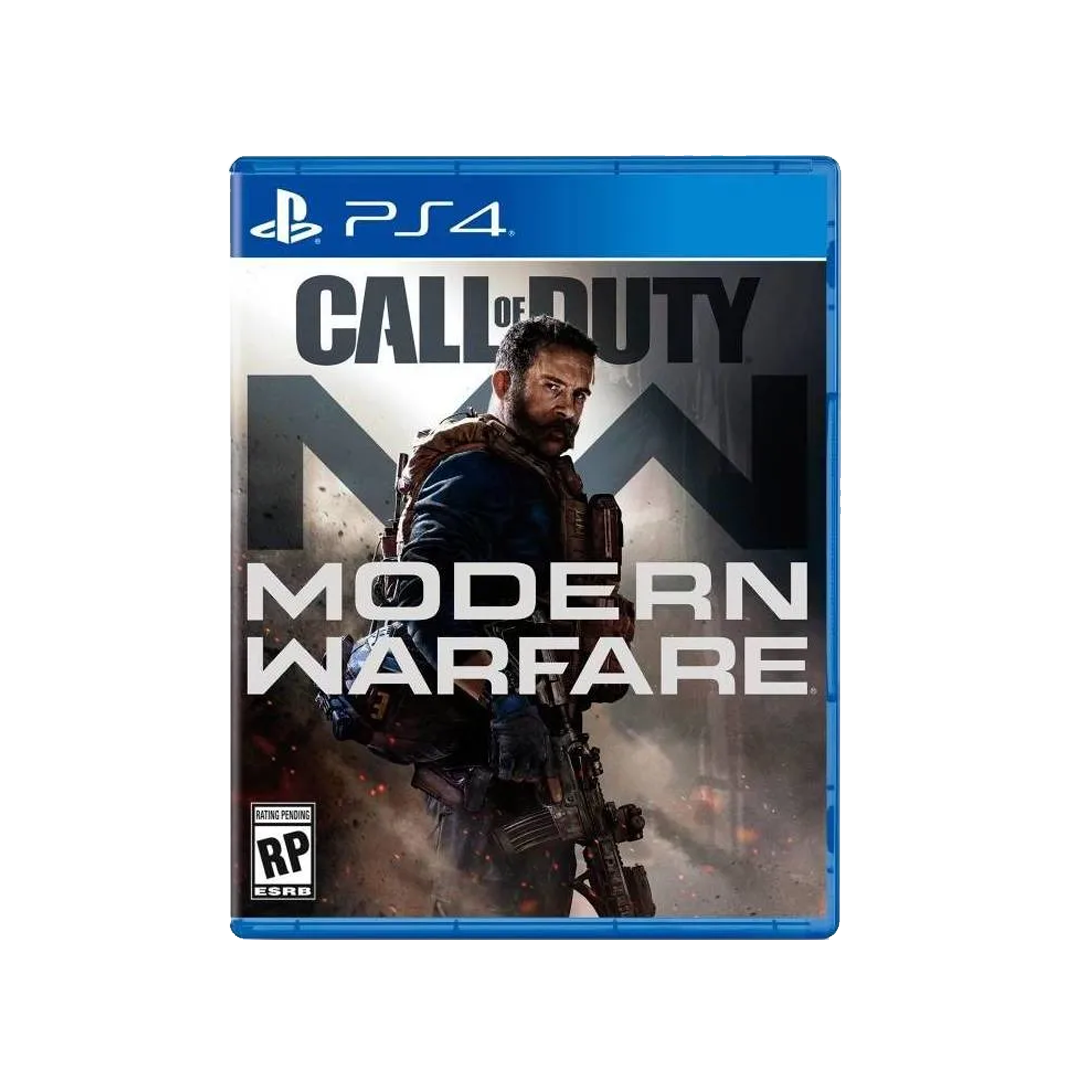 PS4
CALL OF DUTY
MODERN
WARFARE
RATING PENDING
RP
ESRB